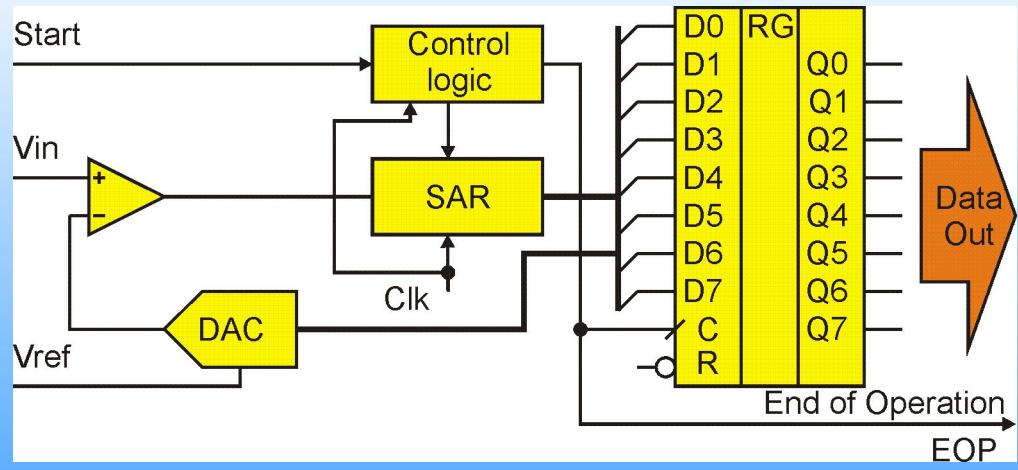 Start
Control
logic
Vin
+
−
SAR
Clk
DAC
Vref
D0
D1
D2
D3
D4
D5
D6
D7
C
R
RG
Q0
Q1
Q2
Q3
Q4
Q5
Q6
Q7
Data
Out
End of Operation
EOP